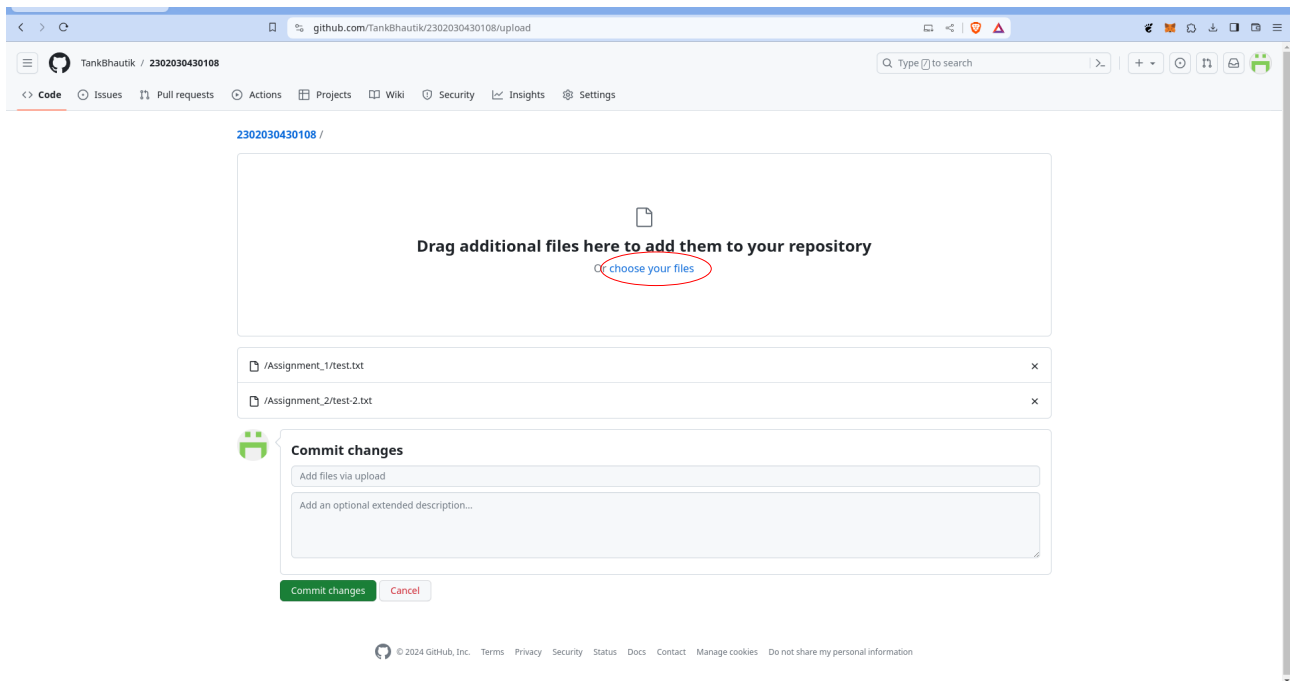 github.com/TankBhautik/2302030430108/upload
TankBhautik / 2302030430108
Type / to search
<> Code Issues Pull requests Actions Projects Wiki Security Insights Settings
2302030430108 /
Drag additional files here to add them to your repository
Or choose your files
/Assignment_1/test.txt
/Assignment_2/test-2.txt
Commit changes
Add files via upload
Add an optional extended description...
Commit changes Cancel
© 2024 GitHub, Inc. Terms Privacy Security Status Docs Contact Manage cookies Do not share my personal information